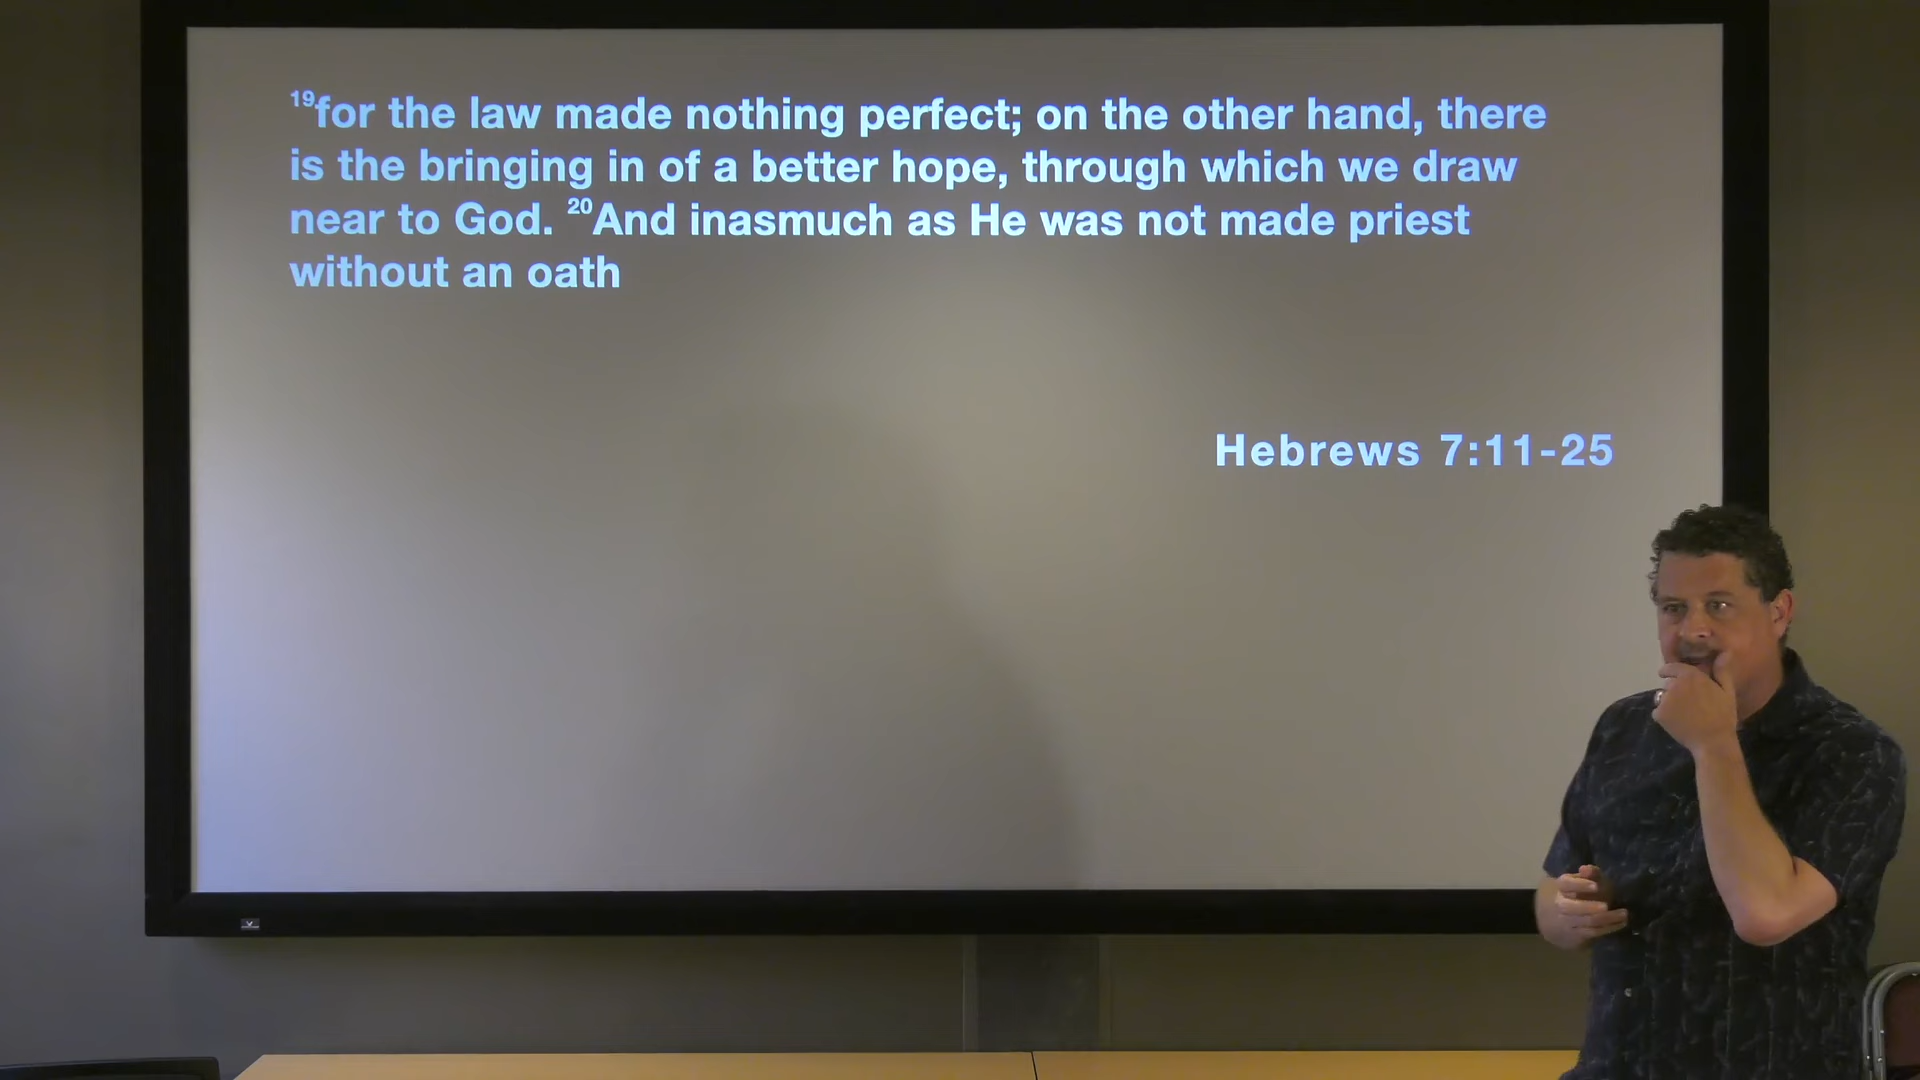 ¹⁹for the law made nothing perfect; on the other hand, there
is the bringing in of a better hope, through which we draw
near to God. ²⁰And inasmuch as He was not made priest
without an oath
Hebrews 7:11-25